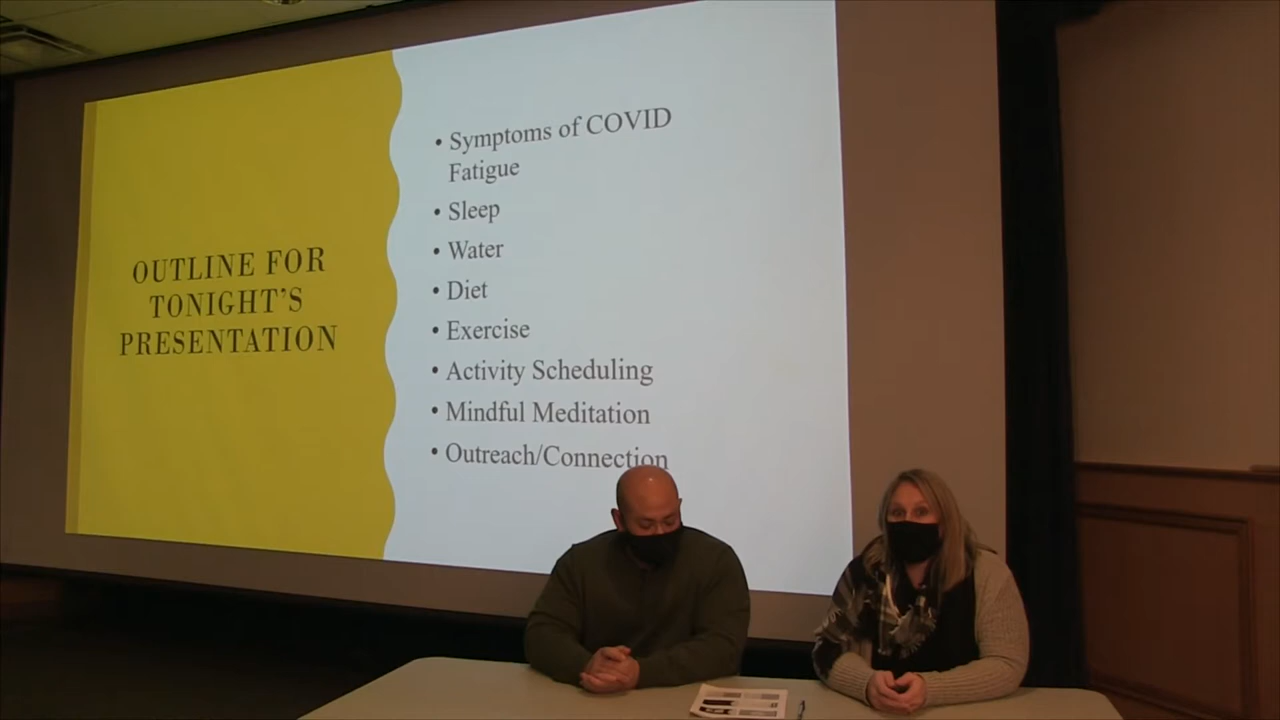 OUTLINE FOR
TONIGHT'S
PRESENTATION
• Symptoms of COVID
Fatigue
• Sleep
• Water
• Diet
• Exercise
• Activity Scheduling
• Mindful Meditation
• Outreach/Connection